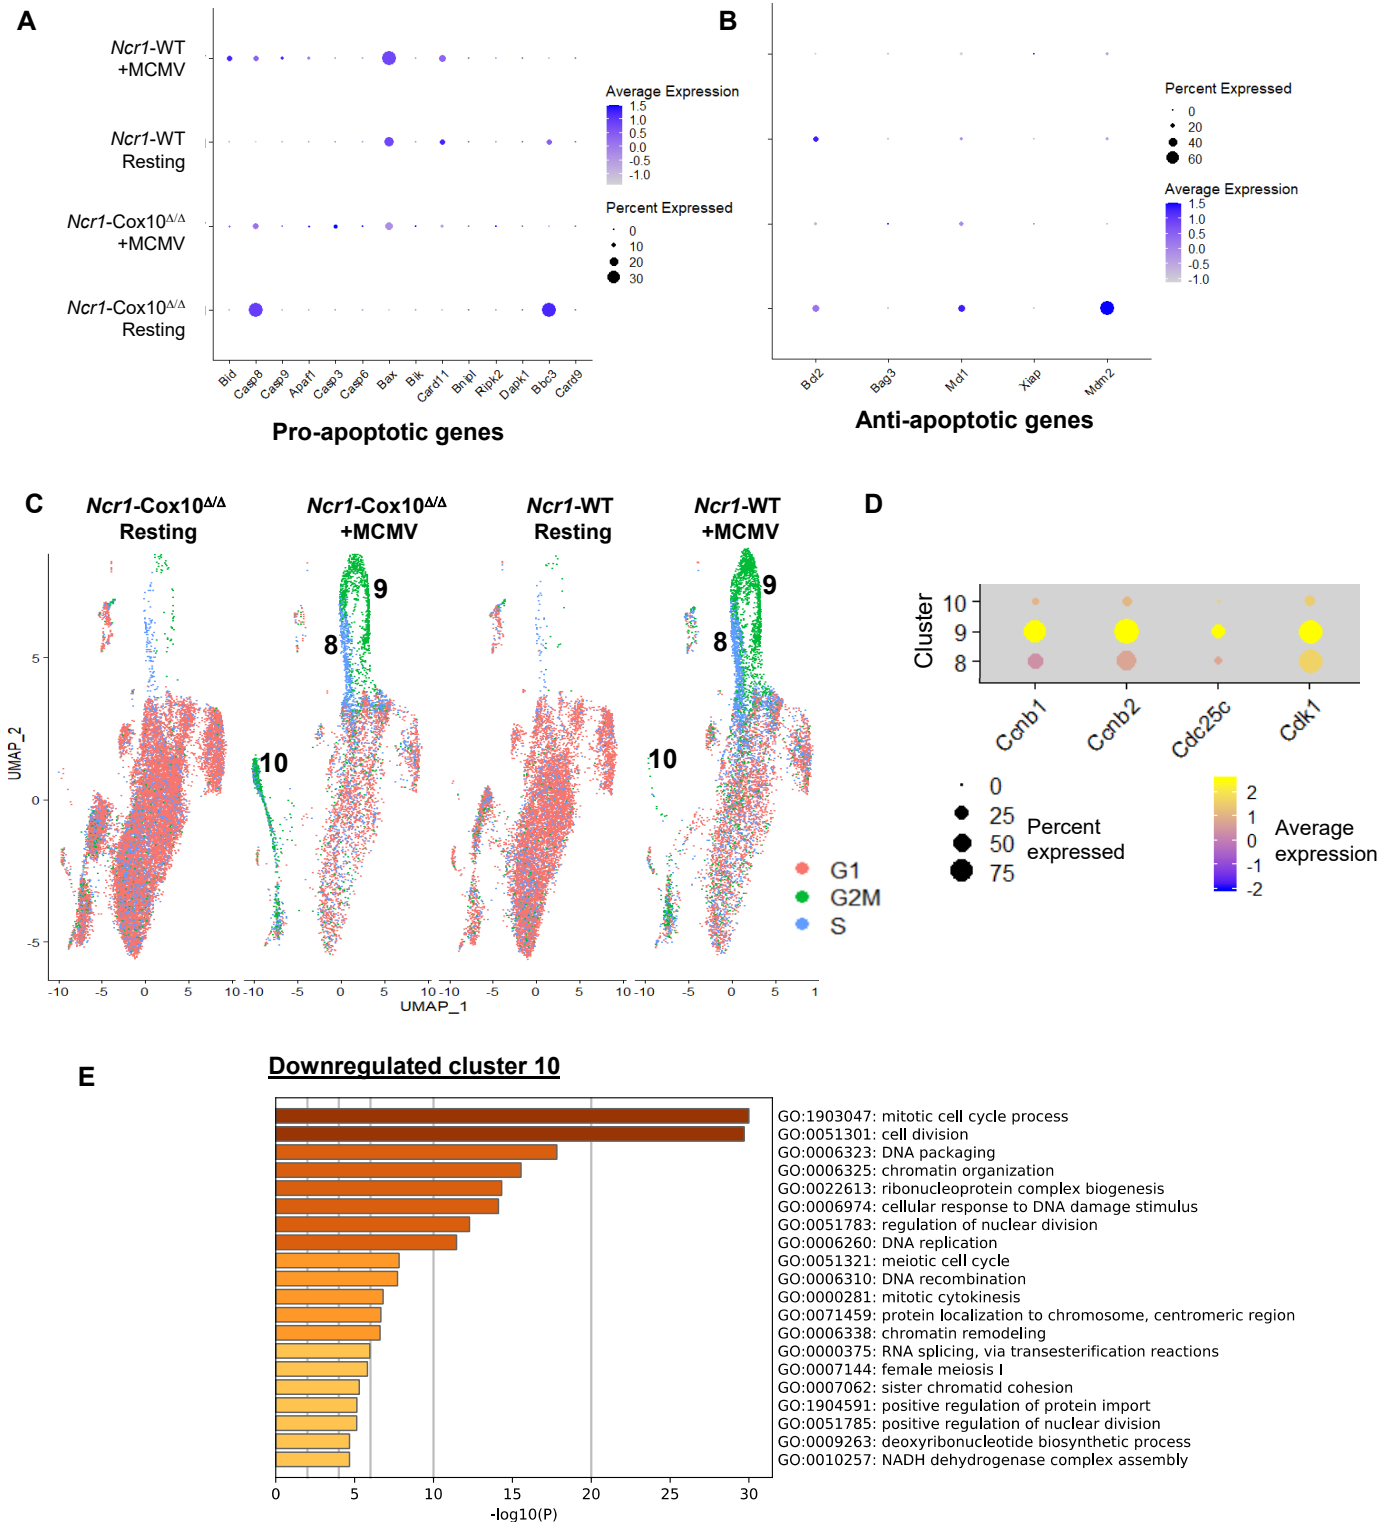 A
B
Ncr1-WT
+MCMV
Ncr1-WT
Resting
Ncr1-Cox10Δ/Δ
+MCMV
Ncr1-Cox10Δ/Δ
Resting
Average Expression
1.5
1.0
0.5
0.0
-0.5
-1.0
Percent Expressed
0
10
20
30
Bid
Casp8
Casp9
Apaf1
Casp3
Casp6
Bax
Bik
Card11
Bnipl
Ripk2
Dapk1
Bbc3
Card9
Pro-apoptotic genes
Percent Expressed
0
20
40
60
Average Expression
1.5
1.0
0.5
0.0
-0.5
-1.0
Bcl2
Bag3
Mcl1
Xiap
Mdm2
Anti-apoptotic genes
C
Ncr1-Cox10Δ/Δ
Resting
Ncr1-Cox10Δ/Δ
+MCMV
Ncr1-WT
Resting
Ncr1-WT
+MCMV
UMAP_2
5
0
-5
9
8
10
9
8
10
G1
G2M
S
-10 -5 0 5 10
-10 -5 0 5 10
-10 -5 0 5 10
-10 -5 0 5 1
UMAP_1
D
Cluster
10
9
8
Ccnb1
Ccnb2
Cdc25c
Cdk1
0
25
50
75
Percent
expressed
2
1
0
-1
-2
Average
expression
E
Downregulated cluster 10
GO:1903047: mitotic cell cycle process
GO:0051301: cell division
GO:0006323: DNA packaging
GO:0006325: chromatin organization
GO:0022613: ribonucleoprotein complex biogenesis
GO:0006974: cellular response to DNA damage stimulus
GO:0051783: regulation of nuclear division
GO:0006260: DNA replication
GO:0051321: meiotic cell cycle
GO:0006310: DNA recombination
GO:0000281: mitotic cytokinesis
GO:0071459: protein localization to chromosome, centromeric region
GO:0006338: chromatin remodeling
GO:0000375: RNA splicing, via transesterification reactions
GO:0007144: female meiosis I
GO:0007062: sister chromatid cohesion
GO:1904591: positive regulation of protein import
GO:0051785: positive regulation of nuclear division
GO:0009263: deoxyribonucleotide biosynthetic process
GO:0010257: NADH dehydrogenase complex assembly
0 5 10 15 20 25 30
-log10(P)